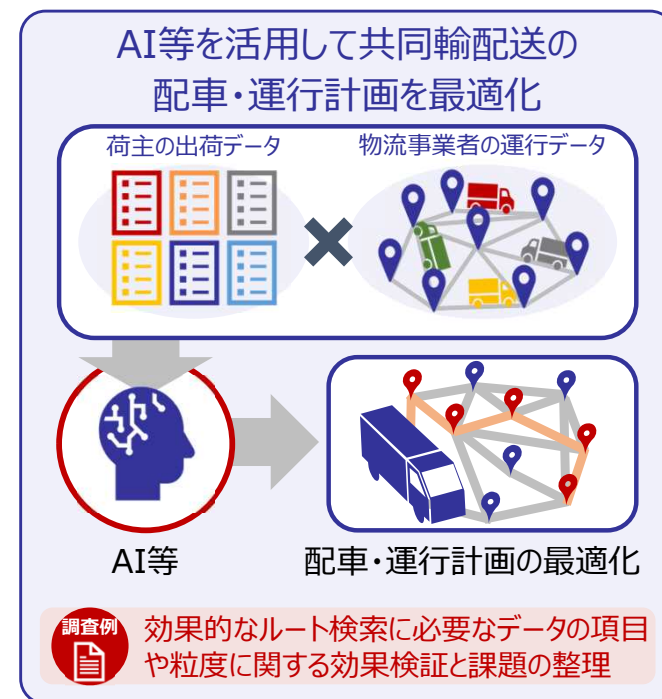 AI等を活用して共同輸配送の
配車・運行計画を最適化
荷主の出荷データ
物流事業者の運行データ
AI等
配車・運行計画の最適化
調査例
効果的なルート検索に必要なデータの項目
や粒度に関する効果検証と課題の整理